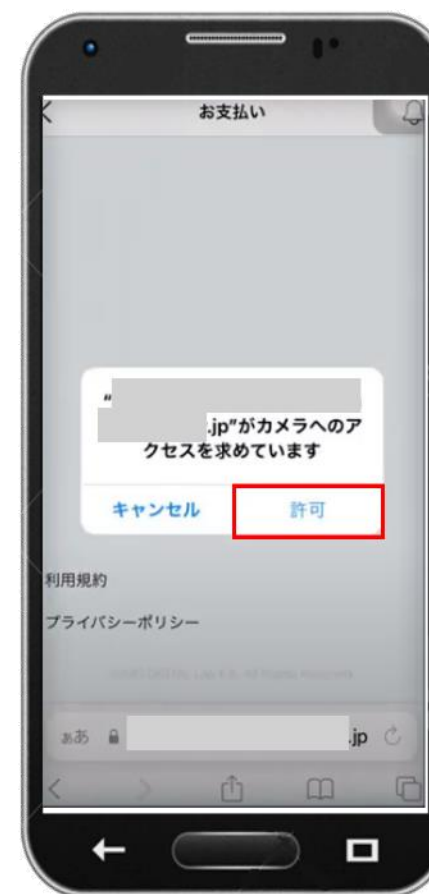 お支払い
“
.jp”がカメラへのア
クセスを求めています
キャンセル
許可
利用規約
プライバシーポリシー
ぁあ
.jp